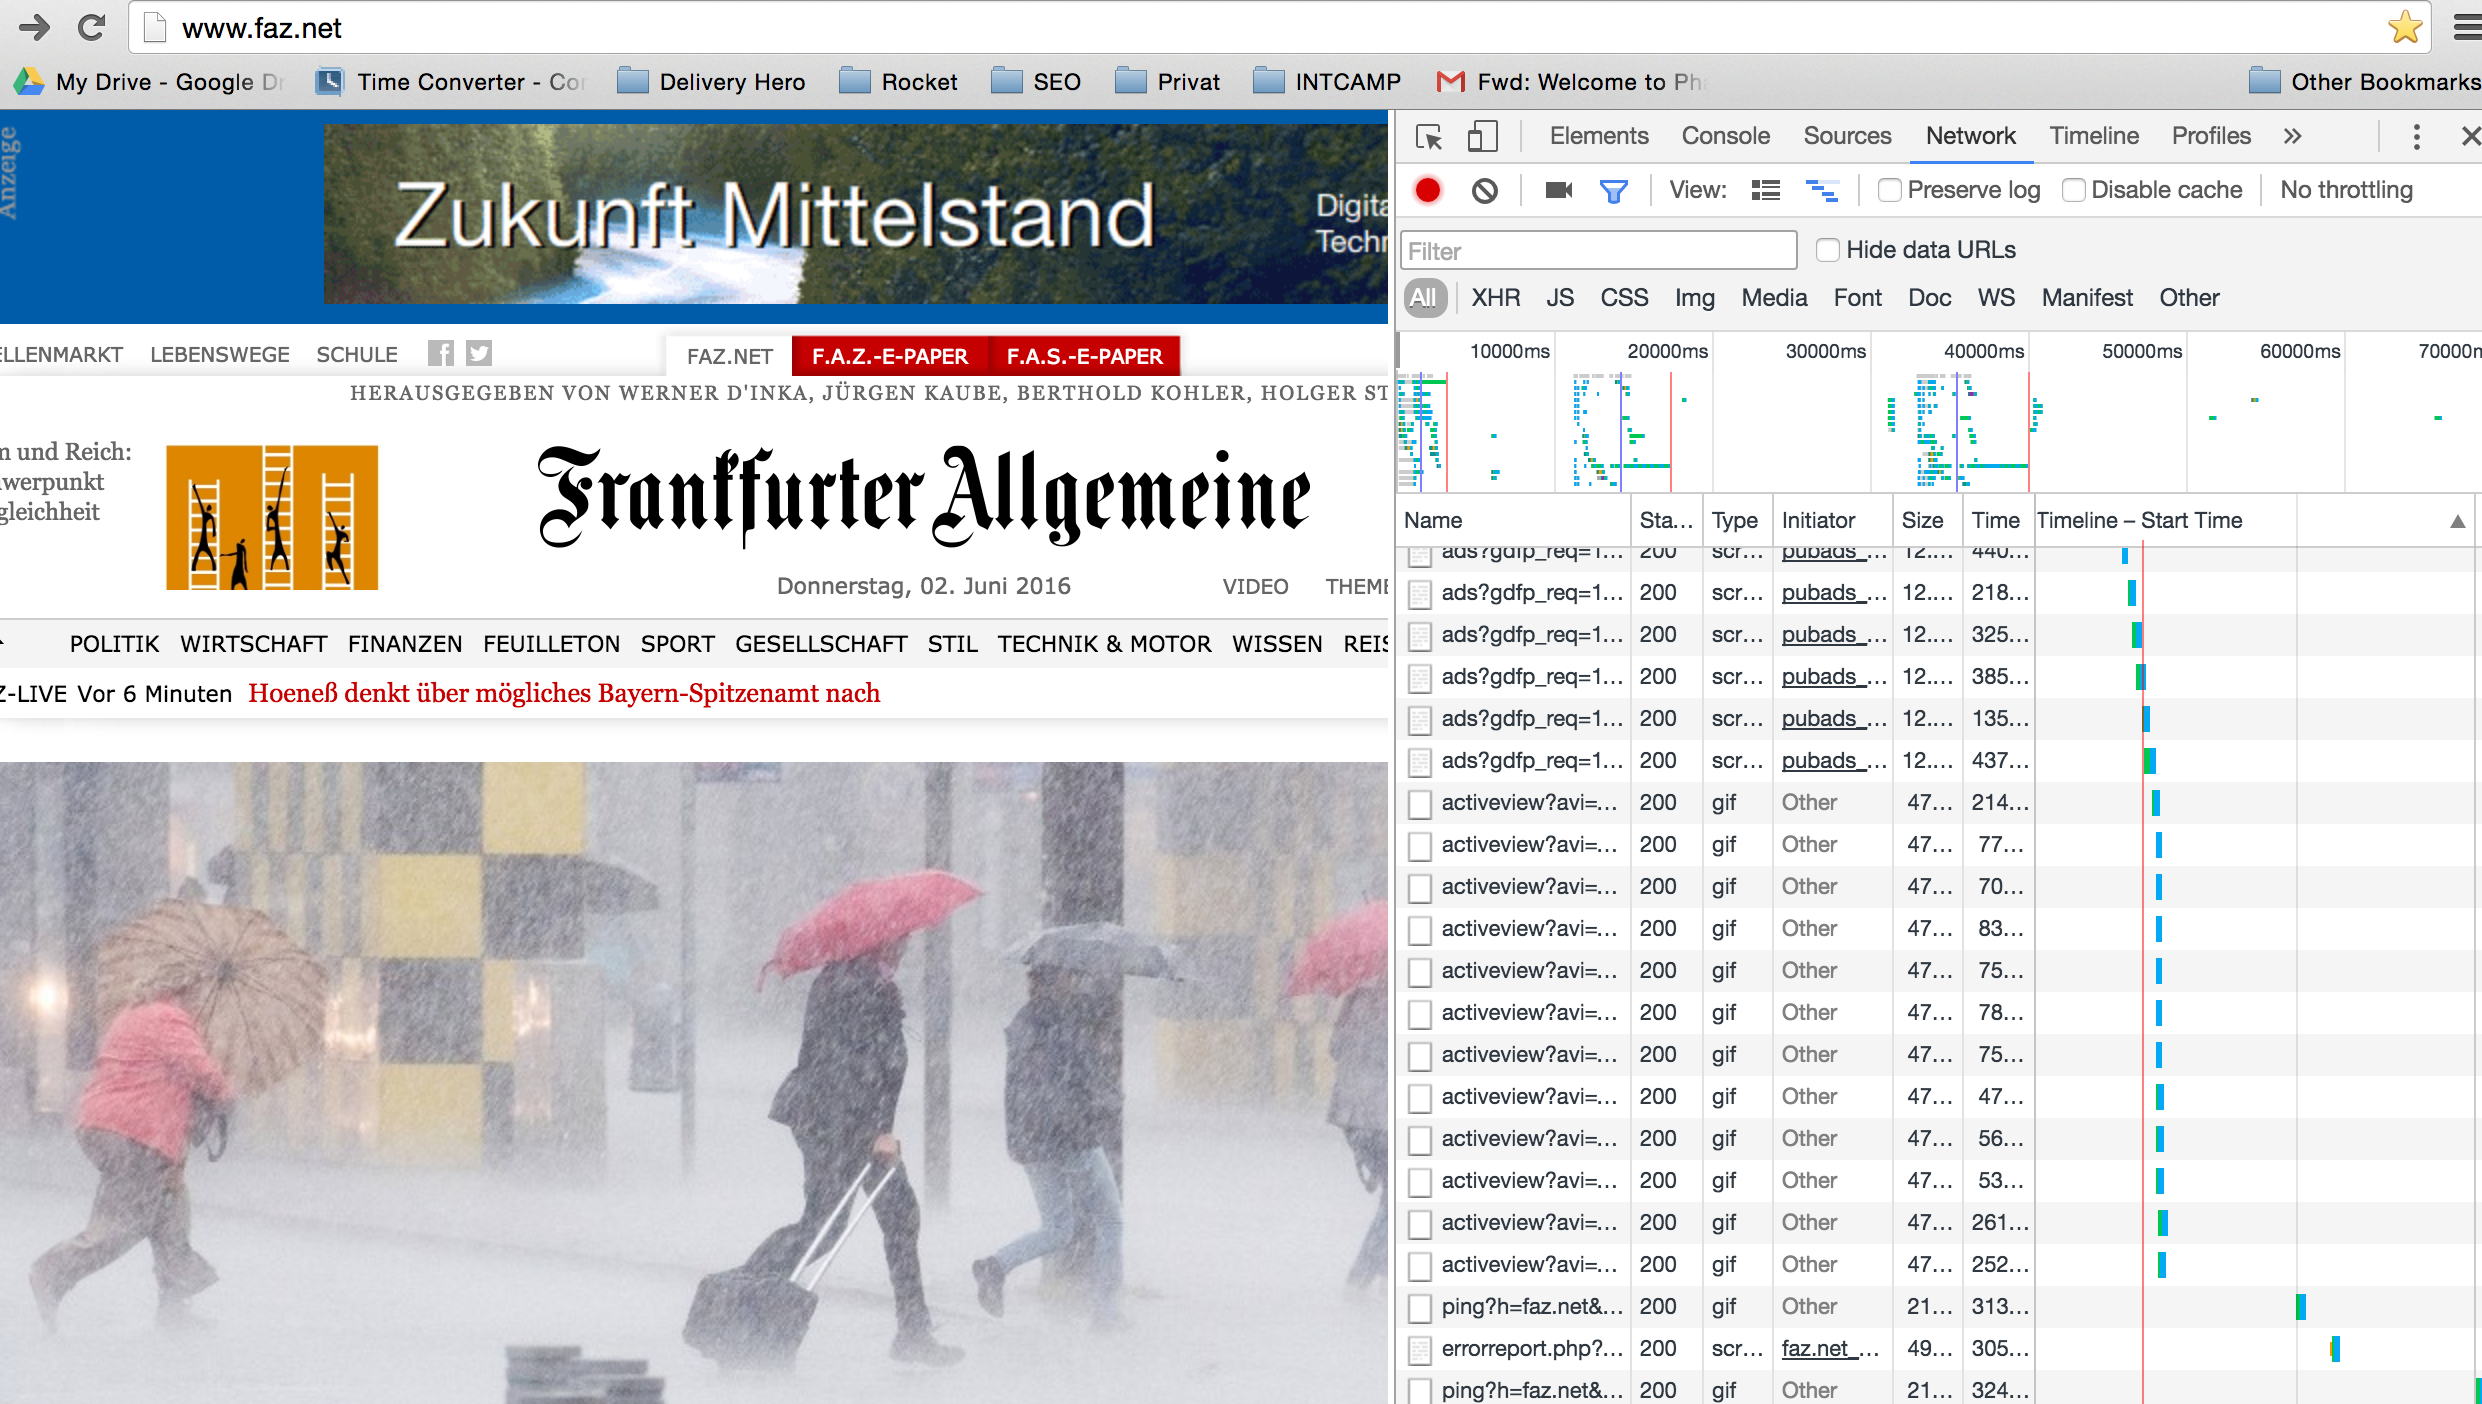 www.faz.net
My Drive - Google Dr
Time Converter - Con
Delivery Hero
Rocket
SEO
Privat
INTCAMP
Fwd: Welcome to Pha
Other Bookmarks
Anzeige
Zukunft Mittelstand
Digita
Techn
ELLENMARKT LEBENSWEGE SCHULE
FAZ.NET F.A.Z.-E-PAPER F.A.S.-E-PAPER
HERAUSGEGEBEN VON WERNER D'INKA, JÜRGEN KAUBE, BERTHOLD KOHLER, HOLGER ST
n und Reich:
werpunkt
gleichheit
Frankfurter Allgemeine
Donnerstag, 02. Juni 2016
VIDEO THEME
POLITIK WIRTSCHAFT FINANZEN FEUILLETON SPORT GESELLSCHAFT STIL TECHNIK & MOTOR WISSEN REIS
Z-LIVE Vor 6 Minuten Hoeneß denkt über mögliches Bayern-Spitzenamt nach
Elements Console Sources Network Timeline Profiles »
View: Preserve log Disable cache No throttling
Filter Hide data URLs
All XHR JS CSS Img Media Font Doc WS Manifest Other
10000ms 20000ms 30000ms 40000ms 50000ms 60000ms 70000m
Name Sta... Type Initiator Size Time Timeline – Start Time
ads?gdfp_req=1... 200 scr... pubads_... 12.... 440...
ads?gdfp_req=1... 200 scr... pubads_... 12.... 218...
ads?gdfp_req=1... 200 scr... pubads_... 12.... 325...
ads?gdfp_req=1... 200 scr... pubads_... 12.... 385...
ads?gdfp_req=1... 200 scr... pubads_... 12.... 135...
ads?gdfp_req=1... 200 scr... pubads_... 12.... 437...
activeview?avi=... 200 gif Other 47... 214...
activeview?avi=... 200 gif Other 47... 77...
activeview?avi=... 200 gif Other 47... 70...
activeview?avi=... 200 gif Other 47... 83...
activeview?avi=... 200 gif Other 47... 75...
activeview?avi=... 200 gif Other 47... 78...
activeview?avi=... 200 gif Other 47... 75...
activeview?avi=... 200 gif Other 47... 47...
activeview?avi=... 200 gif Other 47... 56...
activeview?avi=... 200 gif Other 47... 53...
activeview?avi=... 200 gif Other 47... 261...
activeview?avi=... 200 gif Other 47... 252...
ping?h=faz.net&... 200 gif Other 21... 313...
errorreport.php?... 200 scr... faz.net_... 49... 305...
ping?h=faz.net&... 200 gif Other 21... 324...